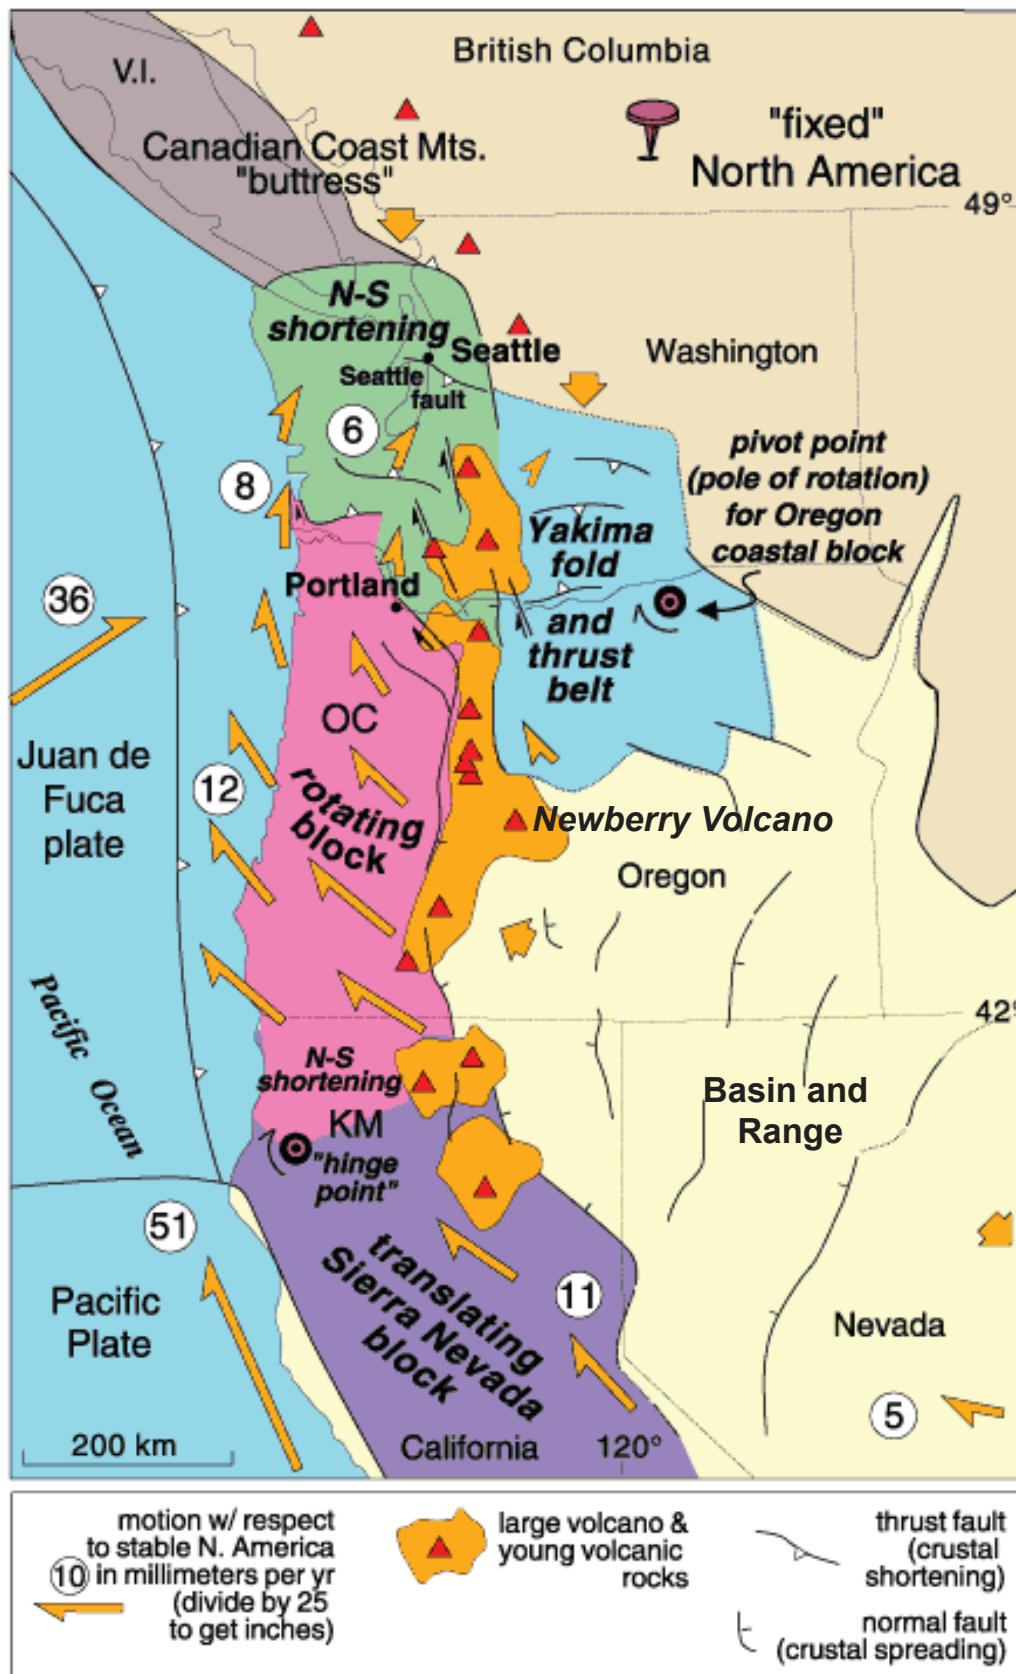 British Columbia
V.I.
"fixed"
North America
Canadian Coast Mts.
"buttress"
49°
N-S
shortening
Seattle
Seattle
fault
Washington
6
8
pivot point
(pole of rotation)
for Oregon
coastal block
Yakima
fold
and
thrust
belt
Portland
36
OC
Juan de
Fuca
plate
12
rotating
block
Newberry Volcano
Oregon
Pacific Ocean
42°
N-S
shortening
KM
"hinge
point"
Basin and
Range
51
Pacific
Plate
translating
Sierra Nevada
block
11
Nevada
5
200 km
California
120°
motion w/ respect
to stable N. America
10 in millimeters per yr
(divide by 25
to get inches)
large volcano &
young volcanic
rocks
thrust fault
(crustal
shortening)
normal fault
(crustal spreading)